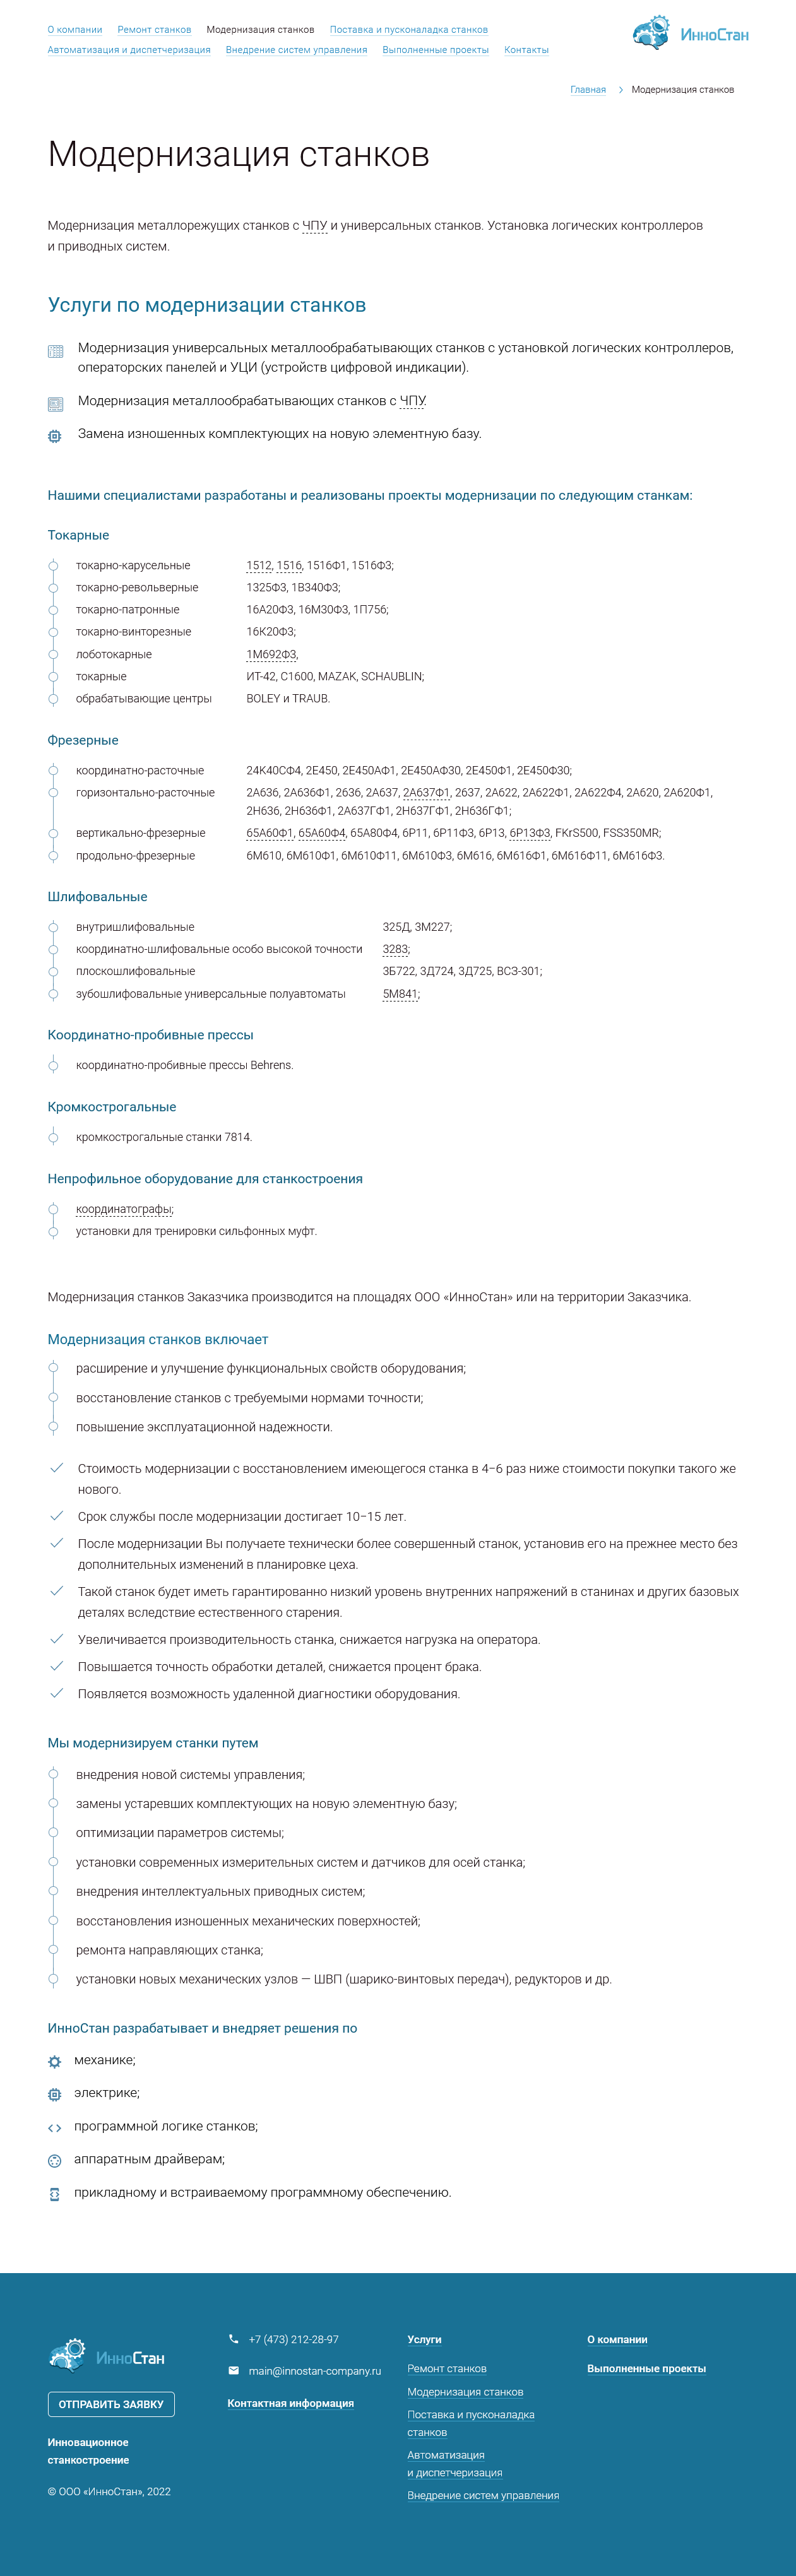 О компании Ремонт станков Модернизация станков Поставка и пусконаладка станков
Автоматизация и диспетчеризация Внедрение систем управления Выполненные проекты Контакты
ИнноСтан
Главная Модернизация станков
Модернизация станков
Модернизация металлорежущих станков с ЧПУ и универсальных станков. Установка логических контроллеров
и приводных систем.
Услуги по модернизации станков
Модернизация универсальных металлообрабатывающих станков с установкой логических контроллеров,
операторских панелей и УЦИ (устройств цифровой индикации).
Модернизация металлообрабатывающих станков с ЧПУ.
Замена изношенных комплектующих на новую элементную базу.
Нашими специалистами разработаны и реализованы проекты модернизации по следующим станкам:
Токарные
токарно-карусельные 1512, 1516, 1516Ф1, 1516Ф3;
токарно-револьверные 1325Ф3, 1В340Ф3;
токарно-патронные 16А20Ф3, 16М30Ф3, 1П756;
токарно-винторезные 16К20Ф3;
лоботокарные 1М692Ф3,
токарные ИТ-42, С1600, MAZAK, SCHAUBLIN;
обрабатывающие центры BOLEY и TRAUB.
Фрезерные
координатно-расточные 24К40СФ4, 2Е450, 2Е450АФ1, 2Е450АФ30, 2Е450Ф1, 2Е450Ф30;
горизонтально-расточные 2А636, 2А636Ф1, 2636, 2А637, 2А637Ф1, 2637, 2А622, 2А622Ф1, 2А622Ф4, 2А620, 2А620Ф1,
2Н636, 2Н636Ф1, 2А637ГФ1, 2Н637ГФ1, 2Н636ГФ1;
вертикально-фрезерные 65А60Ф1, 65А60Ф4, 65А80Ф4, 6Р11, 6Р11Ф3, 6Р13, 6Р13Ф3, FKrS500, FSS350MR;
продольно-фрезерные 6М610, 6М610Ф1, 6М610Ф11, 6М610Ф3, 6М616, 6М616Ф1, 6М616Ф11, 6М616Ф3.
Шлифовальные
внутришлифовальные 325Д, 3М227;
координатно-шлифовальные особо высокой точности 3283;
плоскошлифовальные 3Б722, 3Д724, 3Д725, ВСЗ-301;
зубошлифовальные универсальные полуавтоматы 5М841;
Координатно-пробивные прессы
координатно-пробивные прессы Behrens.
Кромкострогальные
кромкострогальные станки 7814.
Непрофильное оборудование для станкостроения
координатографы;
установки для тренировки сильфонных муфт.
Модернизация станков Заказчика производится на площадях ООО «ИнноСтан» или на территории Заказчика.
Модернизация станков включает
расширение и улучшение функциональных свойств оборудования;
восстановление станков с требуемыми нормами точности;
повышение эксплуатационной надежности.
Стоимость модернизации с восстановлением имеющегося станка в 4–6 раз ниже стоимости покупки такого же
нового.
Срок службы после модернизации достигает 10–15 лет.
После модернизации Вы получаете технически более совершенный станок, установив его на прежнее место без
дополнительных изменений в планировке цеха.
Такой станок будет иметь гарантированно низкий уровень внутренних напряжений в станинах и других базовых
деталях вследствие естественного старения.
Увеличивается производительность станка, снижается нагрузка на оператора.
Повышается точность обработки деталей, снижается процент брака.
Появляется возможность удаленной диагностики оборудования.
Мы модернизируем станки путем
внедрения новой системы управления;
замены устаревших комплектующих на новую элементную базу;
оптимизации параметров системы;
установки современных измерительных систем и датчиков для осей станка;
внедрения интеллектуальных приводных систем;
восстановления изношенных механических поверхностей;
ремонта направляющих станка;
установки новых механических узлов — ШВП (шарико-винтовых передач), редукторов и др.
ИнноСтан разрабатывает и внедряет решения по
механике;
электрике;
программной логике станков;
аппаратным драйверам;
прикладному и встраиваемому программному обеспечению.
ИнноСтан
ОТПРАВИТЬ ЗАЯВКУ
Инновационное
станкостроение
© ООО «ИнноСтан», 2022
+7 (473) 212-28-97
main@innostan-company.ru
Контактная информация
Услуги
Ремонт станков
Модернизация станков
Поставка и пусконаладка
станков
Автоматизация
и диспетчеризация
Внедрение систем управления
О компании
Выполненные проекты